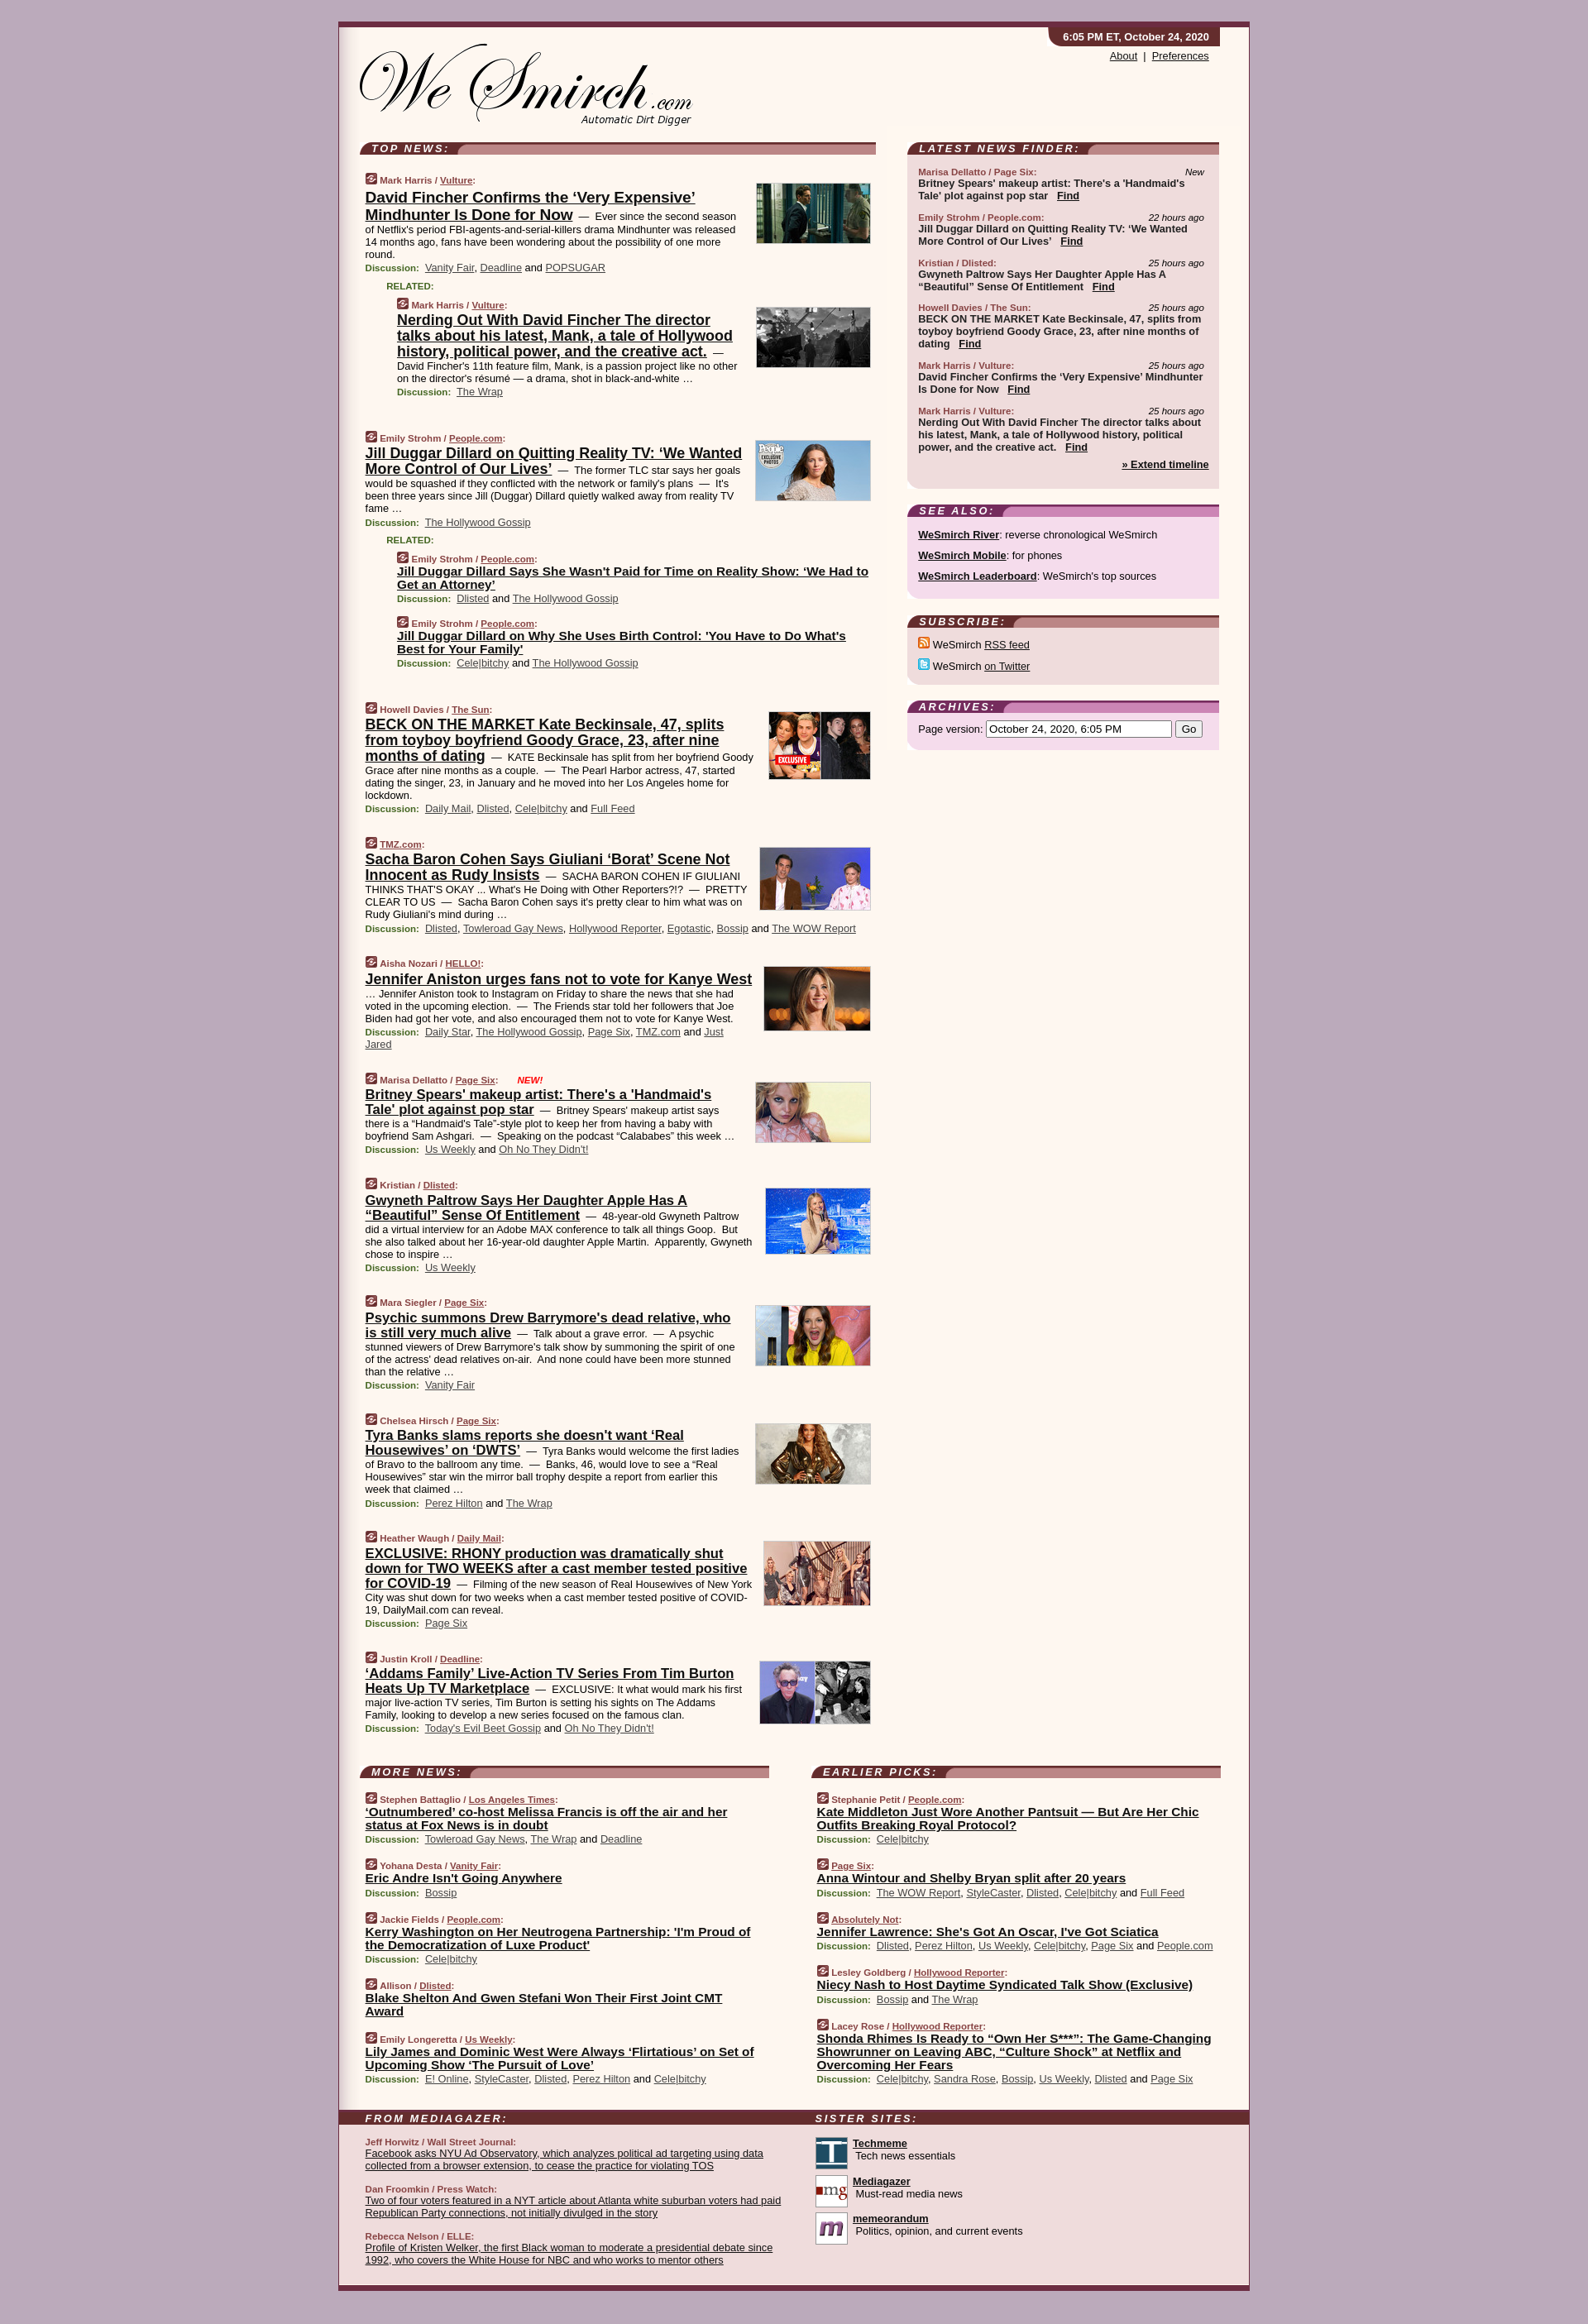 6:05 PM ET, October 24, 2020
About | Preferences
We Smirch.com
Automatic Dirt Digger
TOP NEWS:
Mark Harris / Vulture:
David Fincher Confirms the ‘Very Expensive’
Mindhunter Is Done for Now — Ever since the second season
of Netflix's period FBI-agents-and-serial-killers drama Mindhunter was released
14 months ago, fans have been wondering about the possibility of one more
round.
Discussion: Vanity Fair, Deadline and POPSUGAR
RELATED:
Mark Harris / Vulture:
Nerding Out With David Fincher The director
talks about his latest, Mank, a tale of Hollywood
history, political power, and the creative act. —
David Fincher's 11th feature film, Mank, is a passion project like no other
on the director's résumé — a drama, shot in black-and-white …
Discussion: The Wrap
Emily Strohm / People.com:
Jill Duggar Dillard on Quitting Reality TV: ‘We Wanted
More Control of Our Lives’ — The former TLC star says her goals
would be squashed if they conflicted with the network or family's plans — It's
been three years since Jill (Duggar) Dillard quietly walked away from reality TV
fame …
Discussion: The Hollywood Gossip
People
EXCLUSIVE
PHOTOS
RELATED:
Emily Strohm / People.com:
Jill Duggar Dillard Says She Wasn't Paid for Time on Reality Show: ‘We Had to
Get an Attorney’
Discussion: Dlisted and The Hollywood Gossip
Emily Strohm / People.com:
Jill Duggar Dillard on Why She Uses Birth Control: 'You Have to Do What's
Best for Your Family'
Discussion: Cele|bitchy and The Hollywood Gossip
Howell Davies / The Sun:
BECK ON THE MARKET Kate Beckinsale, 47, splits
from toyboy boyfriend Goody Grace, 23, after nine
months of dating — KATE Beckinsale has split from her boyfriend Goody
Grace after nine months as a couple. — The Pearl Harbor actress, 47, started
dating the singer, 23, in January and he moved into her Los Angeles home for
lockdown.
Discussion: Daily Mail, Dlisted, Cele|bitchy and Full Feed
EXCLUSIVE
TMZ.com:
Sacha Baron Cohen Says Giuliani ‘Borat’ Scene Not
Innocent as Rudy Insists — SACHA BARON COHEN IF GIULIANI
THINKS THAT'S OKAY ... What's He Doing with Other Reporters?!? — PRETTY
CLEAR TO US — Sacha Baron Cohen says it's pretty clear to him what was on
Rudy Giuliani's mind during …
Discussion: Dlisted, Towleroad Gay News, Hollywood Reporter, Egotastic, Bossip and The WOW Report
Aisha Nozari / HELLO!:
Jennifer Aniston urges fans not to vote for Kanye West
… Jennifer Aniston took to Instagram on Friday to share the news that she had
voted in the upcoming election. — The Friends star told her followers that Joe
Biden had got her vote, and also encouraged them not to vote for Kanye West.
Discussion: Daily Star, The Hollywood Gossip, Page Six, TMZ.com and Just
Jared
Marisa Dellatto / Page Six: NEW!
Britney Spears' makeup artist: There's a 'Handmaid's
Tale' plot against pop star — Britney Spears' makeup artist says
there is a “Handmaid's Tale”-style plot to keep her from having a baby with
boyfriend Sam Ashgari. — Speaking on the podcast “Calababes” this week …
Discussion: Us Weekly and Oh No They Didn't!
Kristian / Dlisted:
Gwyneth Paltrow Says Her Daughter Apple Has A
“Beautiful” Sense Of Entitlement — 48-year-old Gwyneth Paltrow
did a virtual interview for an Adobe MAX conference to talk all things Goop. But
she also talked about her 16-year-old daughter Apple Martin. Apparently, Gwyneth
chose to inspire …
Discussion: Us Weekly
Mara Siegler / Page Six:
Psychic summons Drew Barrymore's dead relative, who
is still very much alive — Talk about a grave error. — A psychic
stunned viewers of Drew Barrymore's talk show by summoning the spirit of one
of the actress' dead relatives on-air. And none could have been more stunned
than the relative …
Discussion: Vanity Fair
Chelsea Hirsch / Page Six:
Tyra Banks slams reports she doesn't want ‘Real
Housewives’ on ‘DWTS’ — Tyra Banks would welcome the first ladies
of Bravo to the ballroom any time. — Banks, 46, would love to see a “Real
Housewives” star win the mirror ball trophy despite a report from earlier this
week that claimed …
Discussion: Perez Hilton and The Wrap
Heather Waugh / Daily Mail:
EXCLUSIVE: RHONY production was dramatically shut
down for TWO WEEKS after a cast member tested positive
for COVID-19 — Filming of the new season of Real Housewives of New York
City was shut down for two weeks when a cast member tested positive of COVID-
19, DailyMail.com can reveal.
Discussion: Page Six
Justin Kroll / Deadline:
‘Addams Family’ Live-Action TV Series From Tim Burton
Heats Up TV Marketplace — EXCLUSIVE: It what would mark his first
major live-action TV series, Tim Burton is setting his sights on The Addams
Family, looking to develop a new series focused on the famous clan.
Discussion: Today's Evil Beet Gossip and Oh No They Didn't!
LATEST NEWS FINDER:
Marisa Dellatto / Page Six: New
Britney Spears' makeup artist: There's a 'Handmaid's
Tale' plot against pop star Find
Emily Strohm / People.com: 22 hours ago
Jill Duggar Dillard on Quitting Reality TV: ‘We Wanted
More Control of Our Lives’ Find
Kristian / Dlisted: 25 hours ago
Gwyneth Paltrow Says Her Daughter Apple Has A
“Beautiful” Sense Of Entitlement Find
Howell Davies / The Sun: 25 hours ago
BECK ON THE MARKET Kate Beckinsale, 47, splits from
toyboy boyfriend Goody Grace, 23, after nine months of
dating Find
Mark Harris / Vulture: 25 hours ago
David Fincher Confirms the ‘Very Expensive’ Mindhunter
Is Done for Now Find
Mark Harris / Vulture: 25 hours ago
Nerding Out With David Fincher The director talks about
his latest, Mank, a tale of Hollywood history, political
power, and the creative act. Find
» Extend timeline
SEE ALSO:
WeSmirch River: reverse chronological WeSmirch
WeSmirch Mobile: for phones
WeSmirch Leaderboard: WeSmirch's top sources
SUBSCRIBE:
WeSmirch RSS feed
WeSmirch on Twitter
ARCHIVES:
Page version: October 24, 2020, 6:05 PM Go
MORE NEWS:
Stephen Battaglio / Los Angeles Times:
‘Outnumbered’ co-host Melissa Francis is off the air and her
status at Fox News is in doubt
Discussion: Towleroad Gay News, The Wrap and Deadline
Yohana Desta / Vanity Fair:
Eric Andre Isn't Going Anywhere
Discussion: Bossip
Jackie Fields / People.com:
Kerry Washington on Her Neutrogena Partnership: 'I'm Proud of
the Democratization of Luxe Product'
Discussion: Cele|bitchy
Allison / Dlisted:
Blake Shelton And Gwen Stefani Won Their First Joint CMT
Award
Emily Longeretta / Us Weekly:
Lily James and Dominic West Were Always ‘Flirtatious’ on Set of
Upcoming Show ‘The Pursuit of Love’
Discussion: E! Online, StyleCaster, Dlisted, Perez Hilton and Cele|bitchy
EARLIER PICKS:
Stephanie Petit / People.com:
Kate Middleton Just Wore Another Pantsuit — But Are Her Chic
Outfits Breaking Royal Protocol?
Discussion: Cele|bitchy
Page Six:
Anna Wintour and Shelby Bryan split after 20 years
Discussion: The WOW Report, StyleCaster, Dlisted, Cele|bitchy and Full Feed
Absolutely Not:
Jennifer Lawrence: She's Got An Oscar, I've Got Sciatica
Discussion: Dlisted, Perez Hilton, Us Weekly, Cele|bitchy, Page Six and People.com
Lesley Goldberg / Hollywood Reporter:
Niecy Nash to Host Daytime Syndicated Talk Show (Exclusive)
Discussion: Bossip and The Wrap
Lacey Rose / Hollywood Reporter:
Shonda Rhimes Is Ready to “Own Her S***”: The Game-Changing
Showrunner on Leaving ABC, “Culture Shock” at Netflix and
Overcoming Her Fears
Discussion: Cele|bitchy, Sandra Rose, Bossip, Us Weekly, Dlisted and Page Six
FROM MEDIAGAZER:
Jeff Horwitz / Wall Street Journal:
Facebook asks NYU Ad Observatory, which analyzes political ad targeting using data
collected from a browser extension, to cease the practice for violating TOS
Dan Froomkin / Press Watch:
Two of four voters featured in a NYT article about Atlanta white suburban voters had paid
Republican Party connections, not initially divulged in the story
Rebecca Nelson / ELLE:
Profile of Kristen Welker, the first Black woman to moderate a presidential debate since
1992, who covers the White House for NBC and who works to mentor others
SISTER SITES:
T
Techmeme
Tech news essentials
mg
Mediagazer
Must-read media news
m
memeorandum
Politics, opinion, and current events